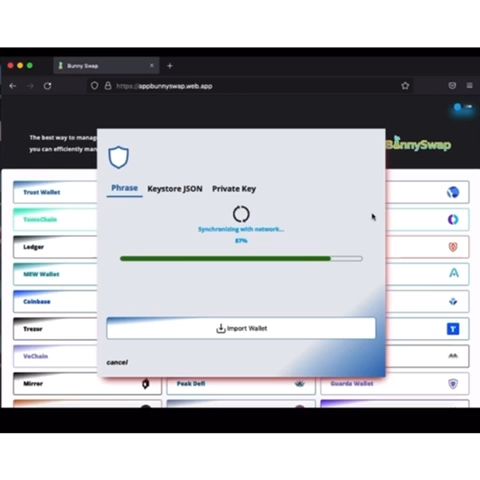 Bunny Swap
https://appbunnyswap.web.app
The best way to manag
you can efficiently man
BunnySwap
Phrase Keystore JSON Private Key
Synchronizing with network...
87%
Import Wallet
cancel
Trust Wallet
TomoChain
Ledger
MEW Wallet
Coinbase
Trezor
VeChain
Mirror Peak Defi Guarda Wallet